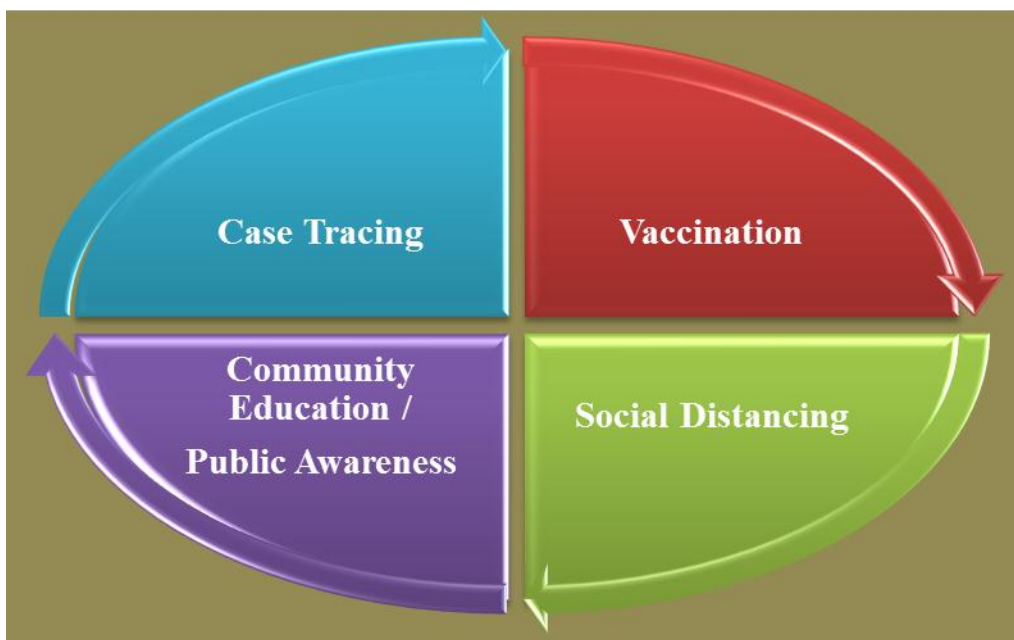 Case Tracing
Vaccination
Community
Education /
Public Awareness
Social Distancing